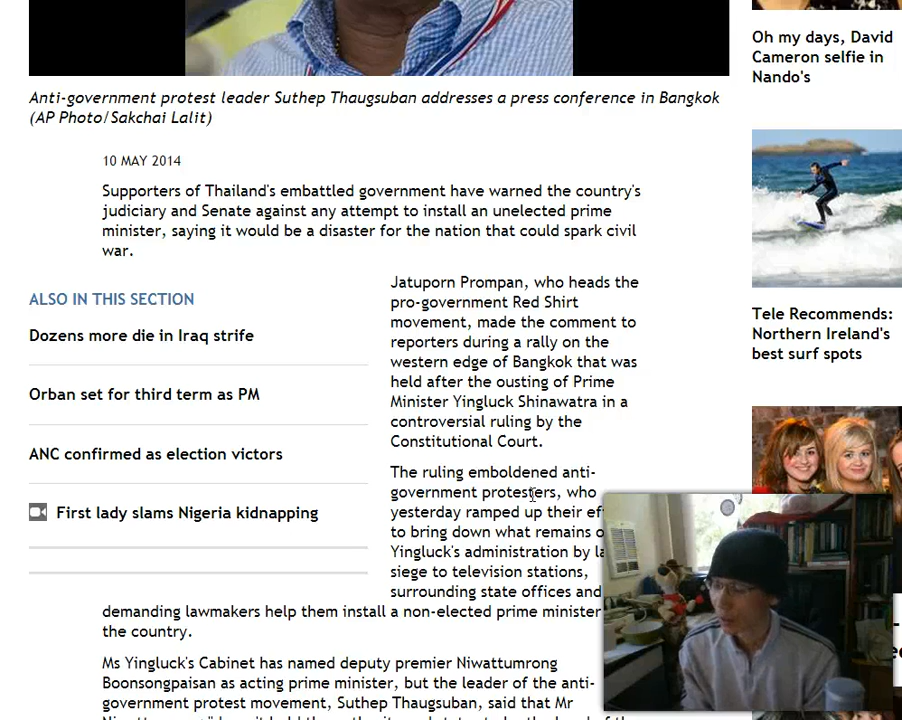 Anti-government protest leader Suthep Thaugsuban addresses a press conference in Bangkok
(AP Photo/Sakchai Lalit)
10 MAY 2014
Supporters of Thailand's embattled government have warned the country's
judiciary and Senate against any attempt to install an unelected prime
minister, saying it would be a disaster for the nation that could spark civil
war.
ALSO IN THIS SECTION
Dozens more die in Iraq strife
Orban set for third term as PM
ANC confirmed as election victors
First lady slams Nigeria kidnapping
Jatuporn Prompan, who heads the
pro-government Red Shirt
movement, made the comment to
reporters during a rally on the
western edge of Bangkok that was
held after the ousting of Prime
Minister Yingluck Shinawatra in a
controversial ruling by the
Constitutional Court.
The ruling emboldened anti-
government protesters, who
yesterday ramped up their
to bring down what remains
Yingluck's administration by
siege to television stations,
surrounding state offices and
demanding lawmakers help them install a non-elected prime minister
the country.
Ms Yingluck's Cabinet has named deputy premier Niwattumrong
Boonsongpaisan as acting prime minister, but the leader of the anti-
government protest movement, Suthep Thaugsuban, said that Mr
Oh my days, David
Cameron selfie in
Nando's
Tele Recommends:
Northern Ireland's
best surf spots